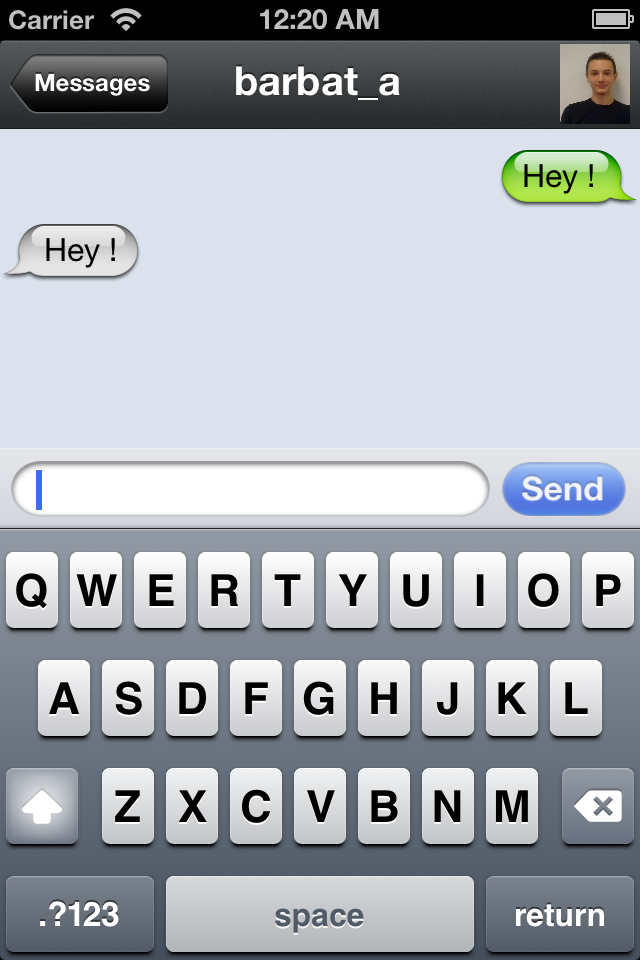 Carrier 12:20 AM
Messages barbat_a
Hey !
Hey !
Send
Q W E R T Y U I O P
A S D F G H J K L
Z X C V B N M
.?123 space return